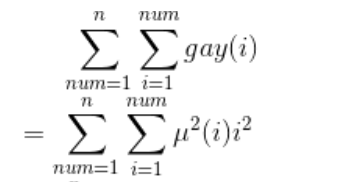 n num
∑ ∑ gay(i)
num=1 i=1
n num
= ∑ ∑ μ²(i)i²
num=1 i=1